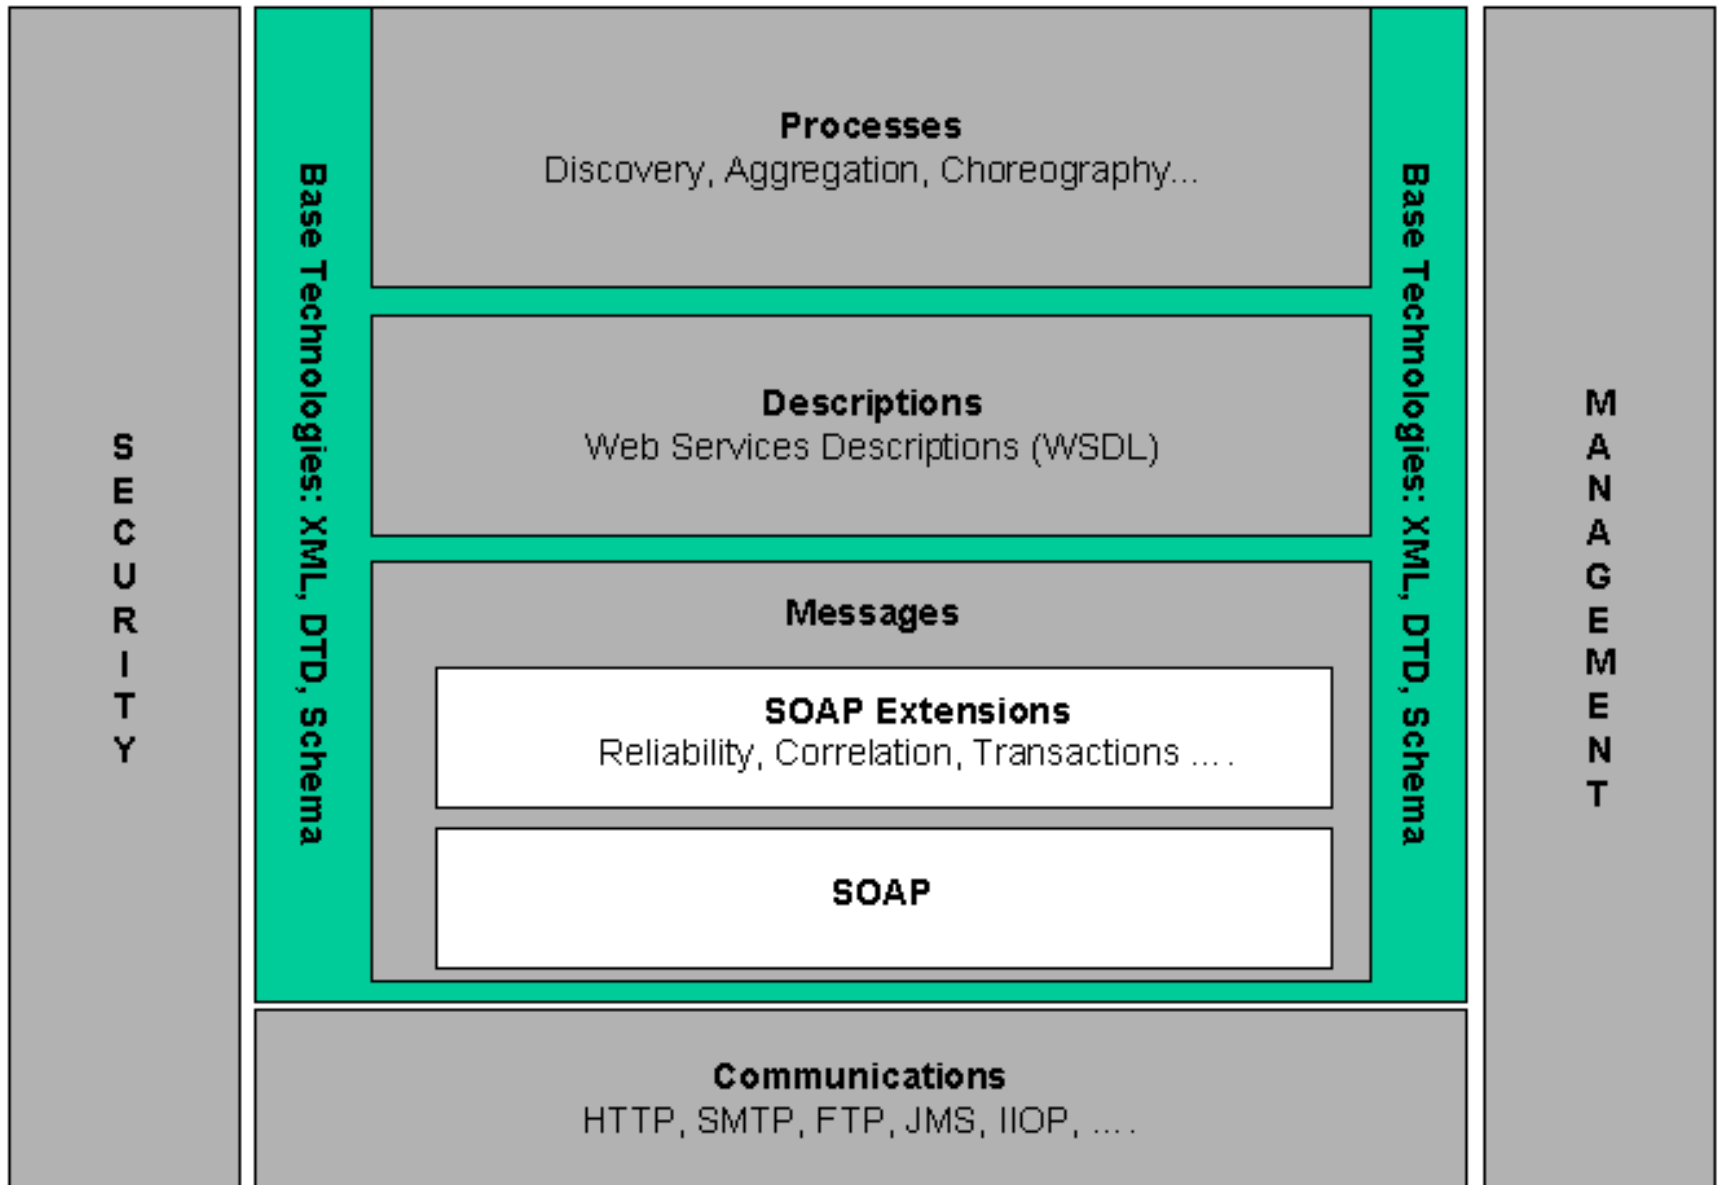 SECURITY
Base Technologies: XML, DTD, Schema
Processes
Discovery, Aggregation, Choreography...
Descriptions
Web Services Descriptions (WSDL)
Messages
SOAP Extensions
Reliability, Correlation, Transactions ....
SOAP
Base Technologies: XML, DTD, Schema
MANAGEMENT
Communications
HTTP, SMTP, FTP, JMS, IIOP, ....